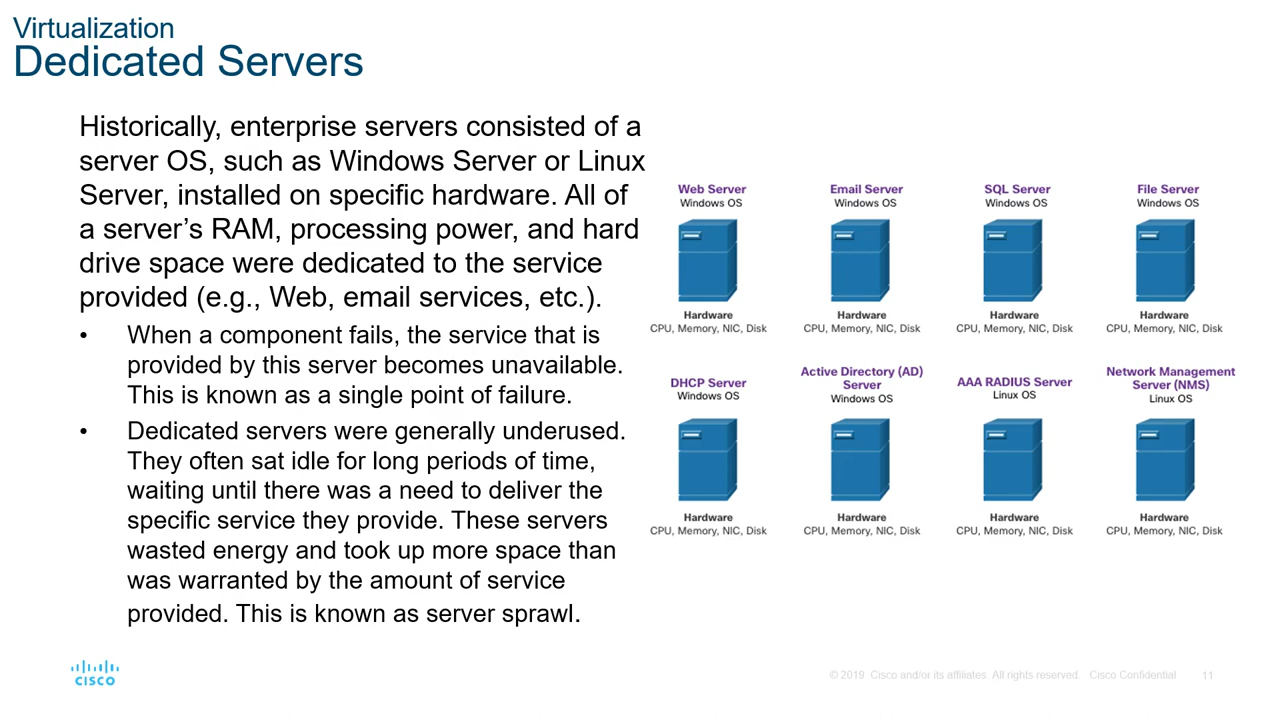 Virtualization
Dedicated Servers
Historically, enterprise servers consisted of a
server OS, such as Windows Server or Linux
Server, installed on specific hardware. All of
a server’s RAM, processing power, and hard
drive space were dedicated to the service
provided (e.g., Web, email services, etc.).
• When a component fails, the service that is
provided by this server becomes unavailable.
This is known as a single point of failure.
• Dedicated servers were generally underused.
They often sat idle for long periods of time,
waiting until there was a need to deliver the
specific service they provide. These servers
wasted energy and took up more space than
was warranted by the amount of service
provided. This is known as server sprawl.
Web Server
Windows OS
Hardware
CPU, Memory, NIC, Disk
Email Server
Windows OS
Hardware
CPU, Memory, NIC, Disk
SQL Server
Windows OS
Hardware
CPU, Memory, NIC, Disk
File Server
Windows OS
Hardware
CPU, Memory, NIC, Disk
DHCP Server
Windows OS
Hardware
CPU, Memory, NIC, Disk
Active Directory (AD)
Server
Windows OS
Hardware
CPU, Memory, NIC, Disk
AAA RADIUS Server
Linux OS
Hardware
CPU, Memory, NIC, Disk
Network Management
Server (NMS)
Linux OS
Hardware
CPU, Memory, NIC, Disk
CISCO
© 2019 Cisco and/or its affiliates. All rights reserved. Cisco Confidential
11